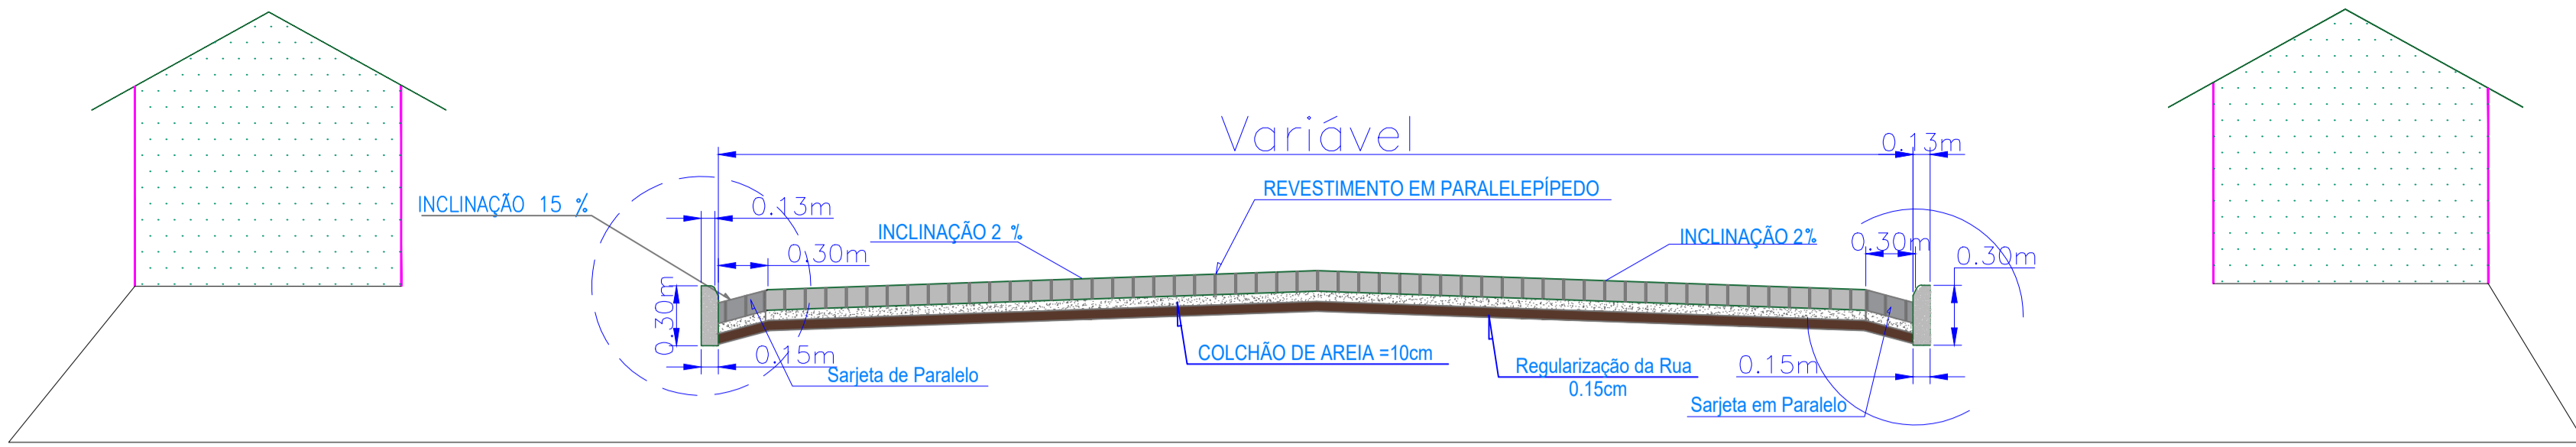 Variável
0.13m
REVESTIMENTO EM PARALELEPÍPEDO
INCLINAÇÃO 15 %
0.13m
INCLINAÇÃO 2 %
INCLINAÇÃO 2%
0.30m
0.30m
0.30m
0.30m
0.15m
COLCHÃO DE AREIA =10cm
Regularização da Rua
0.15cm
0.15m
Sarjeta de Paralelo
Sarjeta em Paralelo